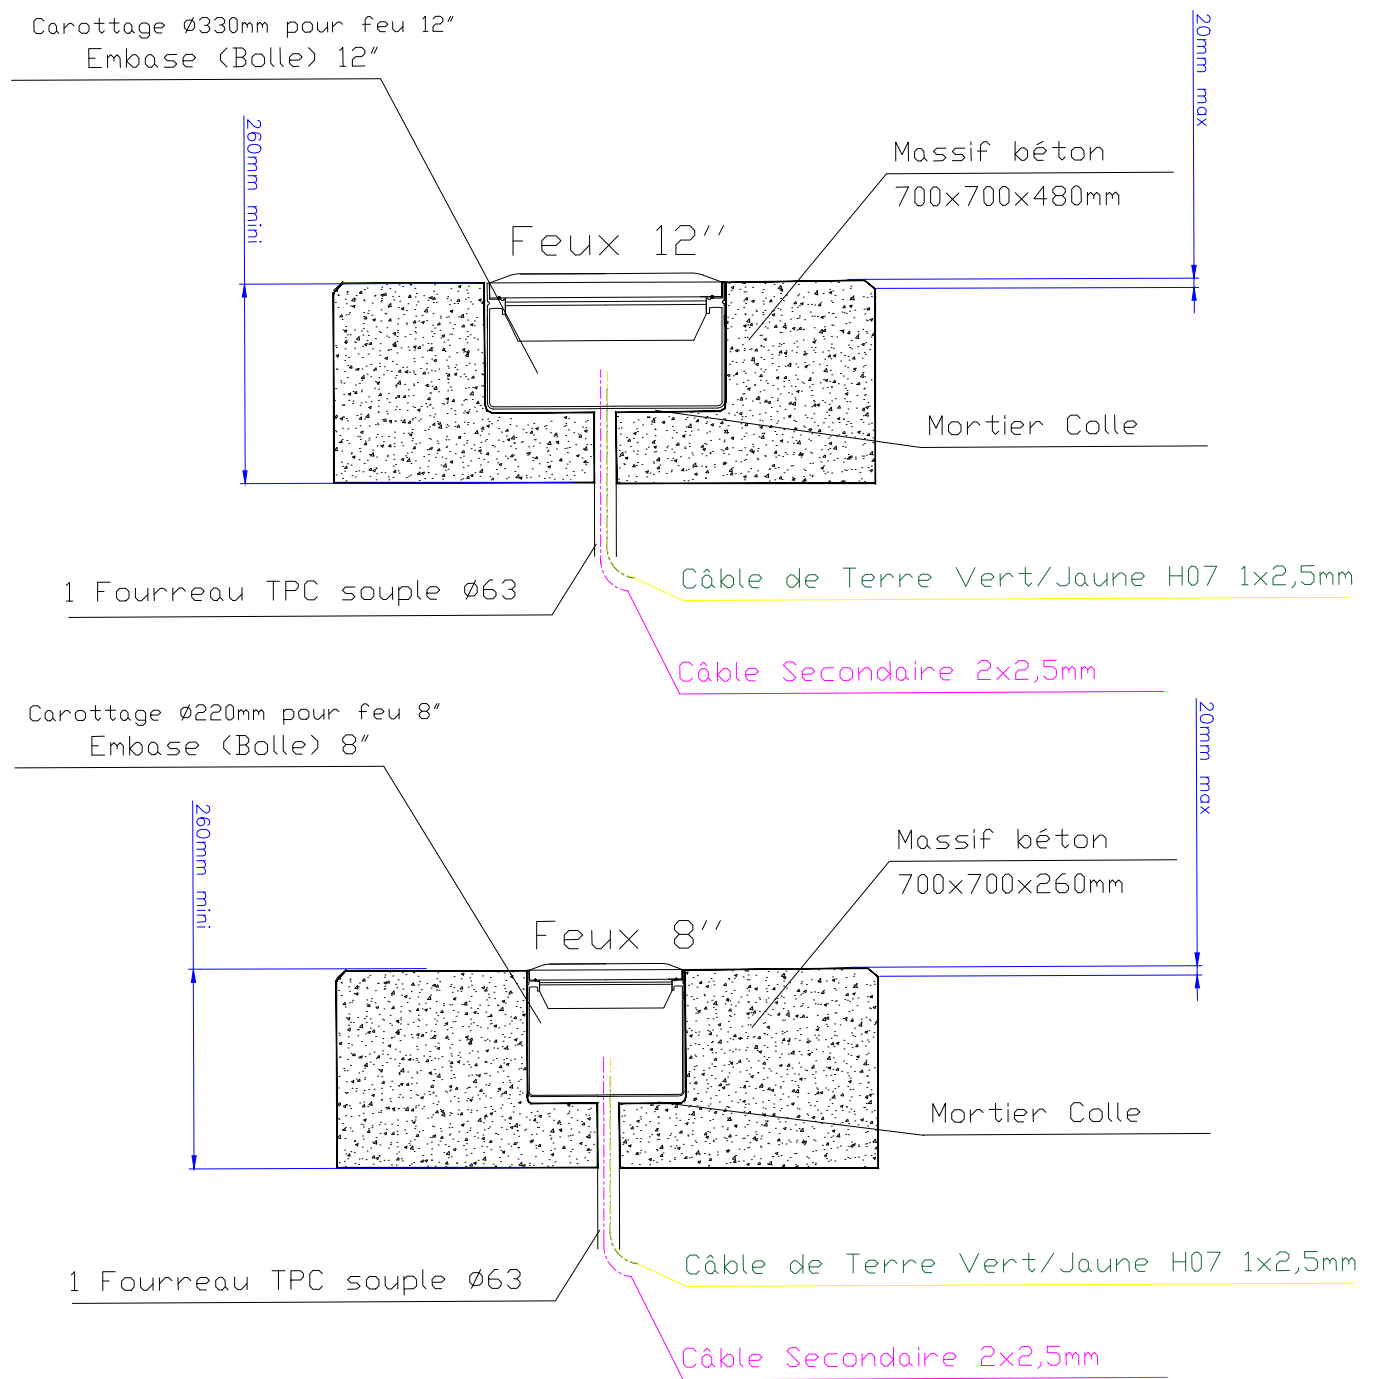 Carottage Ø330mm pour feu 12"
Embase (Bolle) 12"
20mm max
260mm mini
Massif béton
700x700x480mm
Feux 12''
Mortier Colle
1 Fourreau TPC souple Ø63
Câble de Terre Vert/Jaune H07 1x2,5mm
Câble Secondaire 2x2,5mm
Carottage Ø220mm pour feu 8"
Embase (Bolle) 8"
20mm max
260mm mini
Massif béton
700x700x260mm
Feux 8''
Mortier Colle
1 Fourreau TPC souple Ø63
Câble de Terre Vert/Jaune H07 1x2,5mm
Câble Secondaire 2x2,5mm